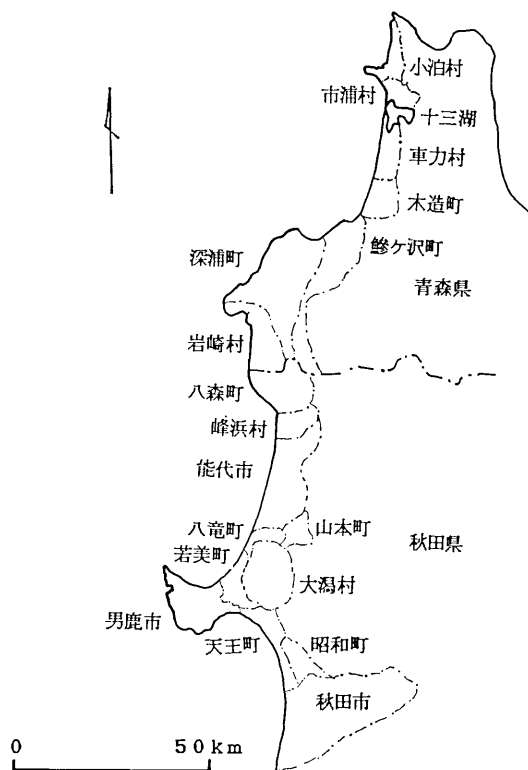 小泊村
市浦村
十三湖
車力村
木造町
鰺ケ沢町
深浦町
青森県
岩崎村
八森町
峰浜村
能代市
八竜町
山本町
秋田県
若美町
大潟村
男鹿市
天王町
昭和町
秋田市
0 50km